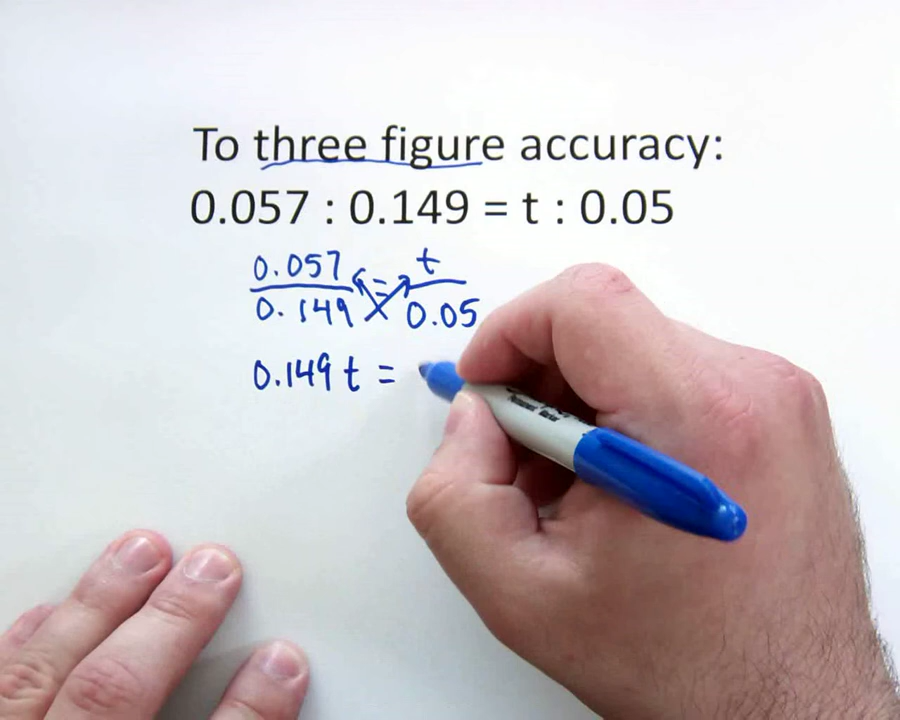 To three figure accuracy:
0.057 : 0.149 = t : 0.05
0.057 = t
0.149 0.05
0.149 t =